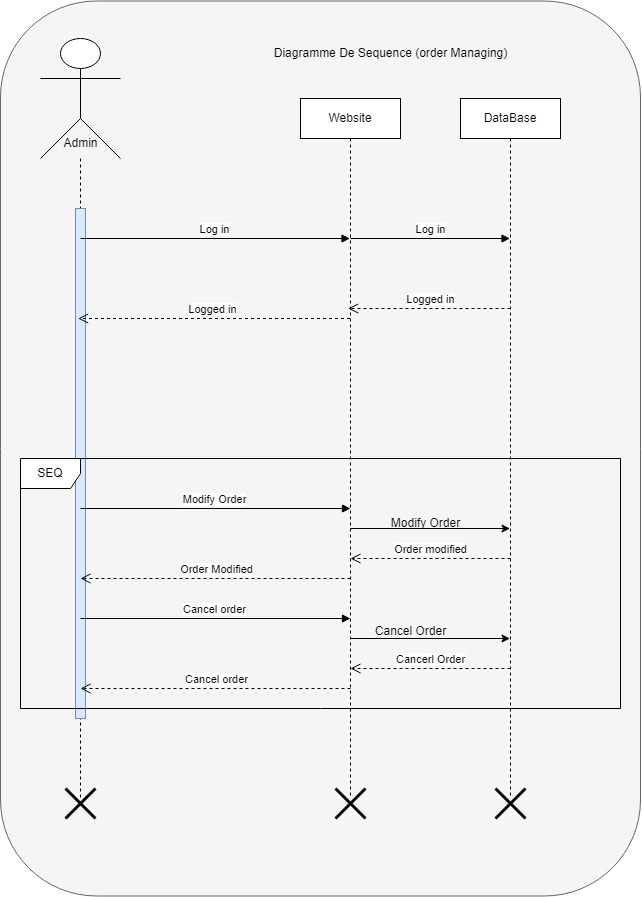 Diagramme De Sequence (order Managing)
Website
DataBase
Admin
Log in
Log in
Logged in
Logged in
SEQ
Modify Order
Modify Order
Order modified
Order Modified
Cancel order
Cancel Order
Cancerl Order
Cancel order